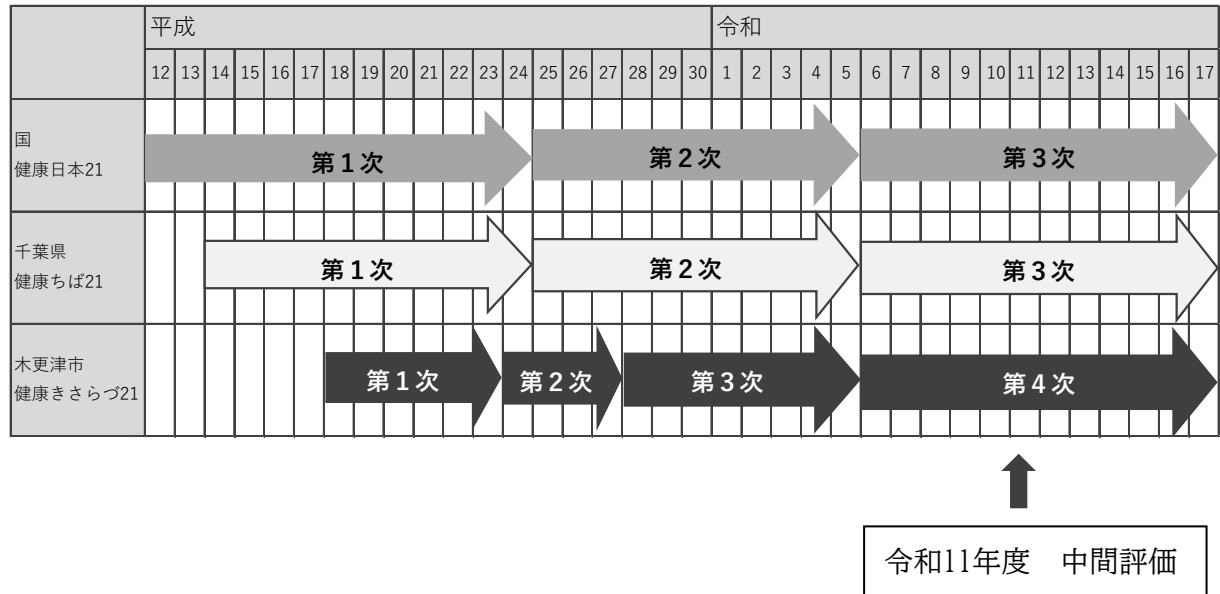 平成 令和
12 13 14 15 16 17 18 19 20 21 22 23 24 25 26 27 28 29 30 1 2 3 4 5 6 7 8 9 10 11 12 13 14 15 16 17
国
健康日本21
第1次 第2次 第3次
千葉県
健康ちば21
第1次 第2次 第3次
木更津市
健康きさらづ21
第1次 第2次 第3次 第4次
令和11年度 中間評価